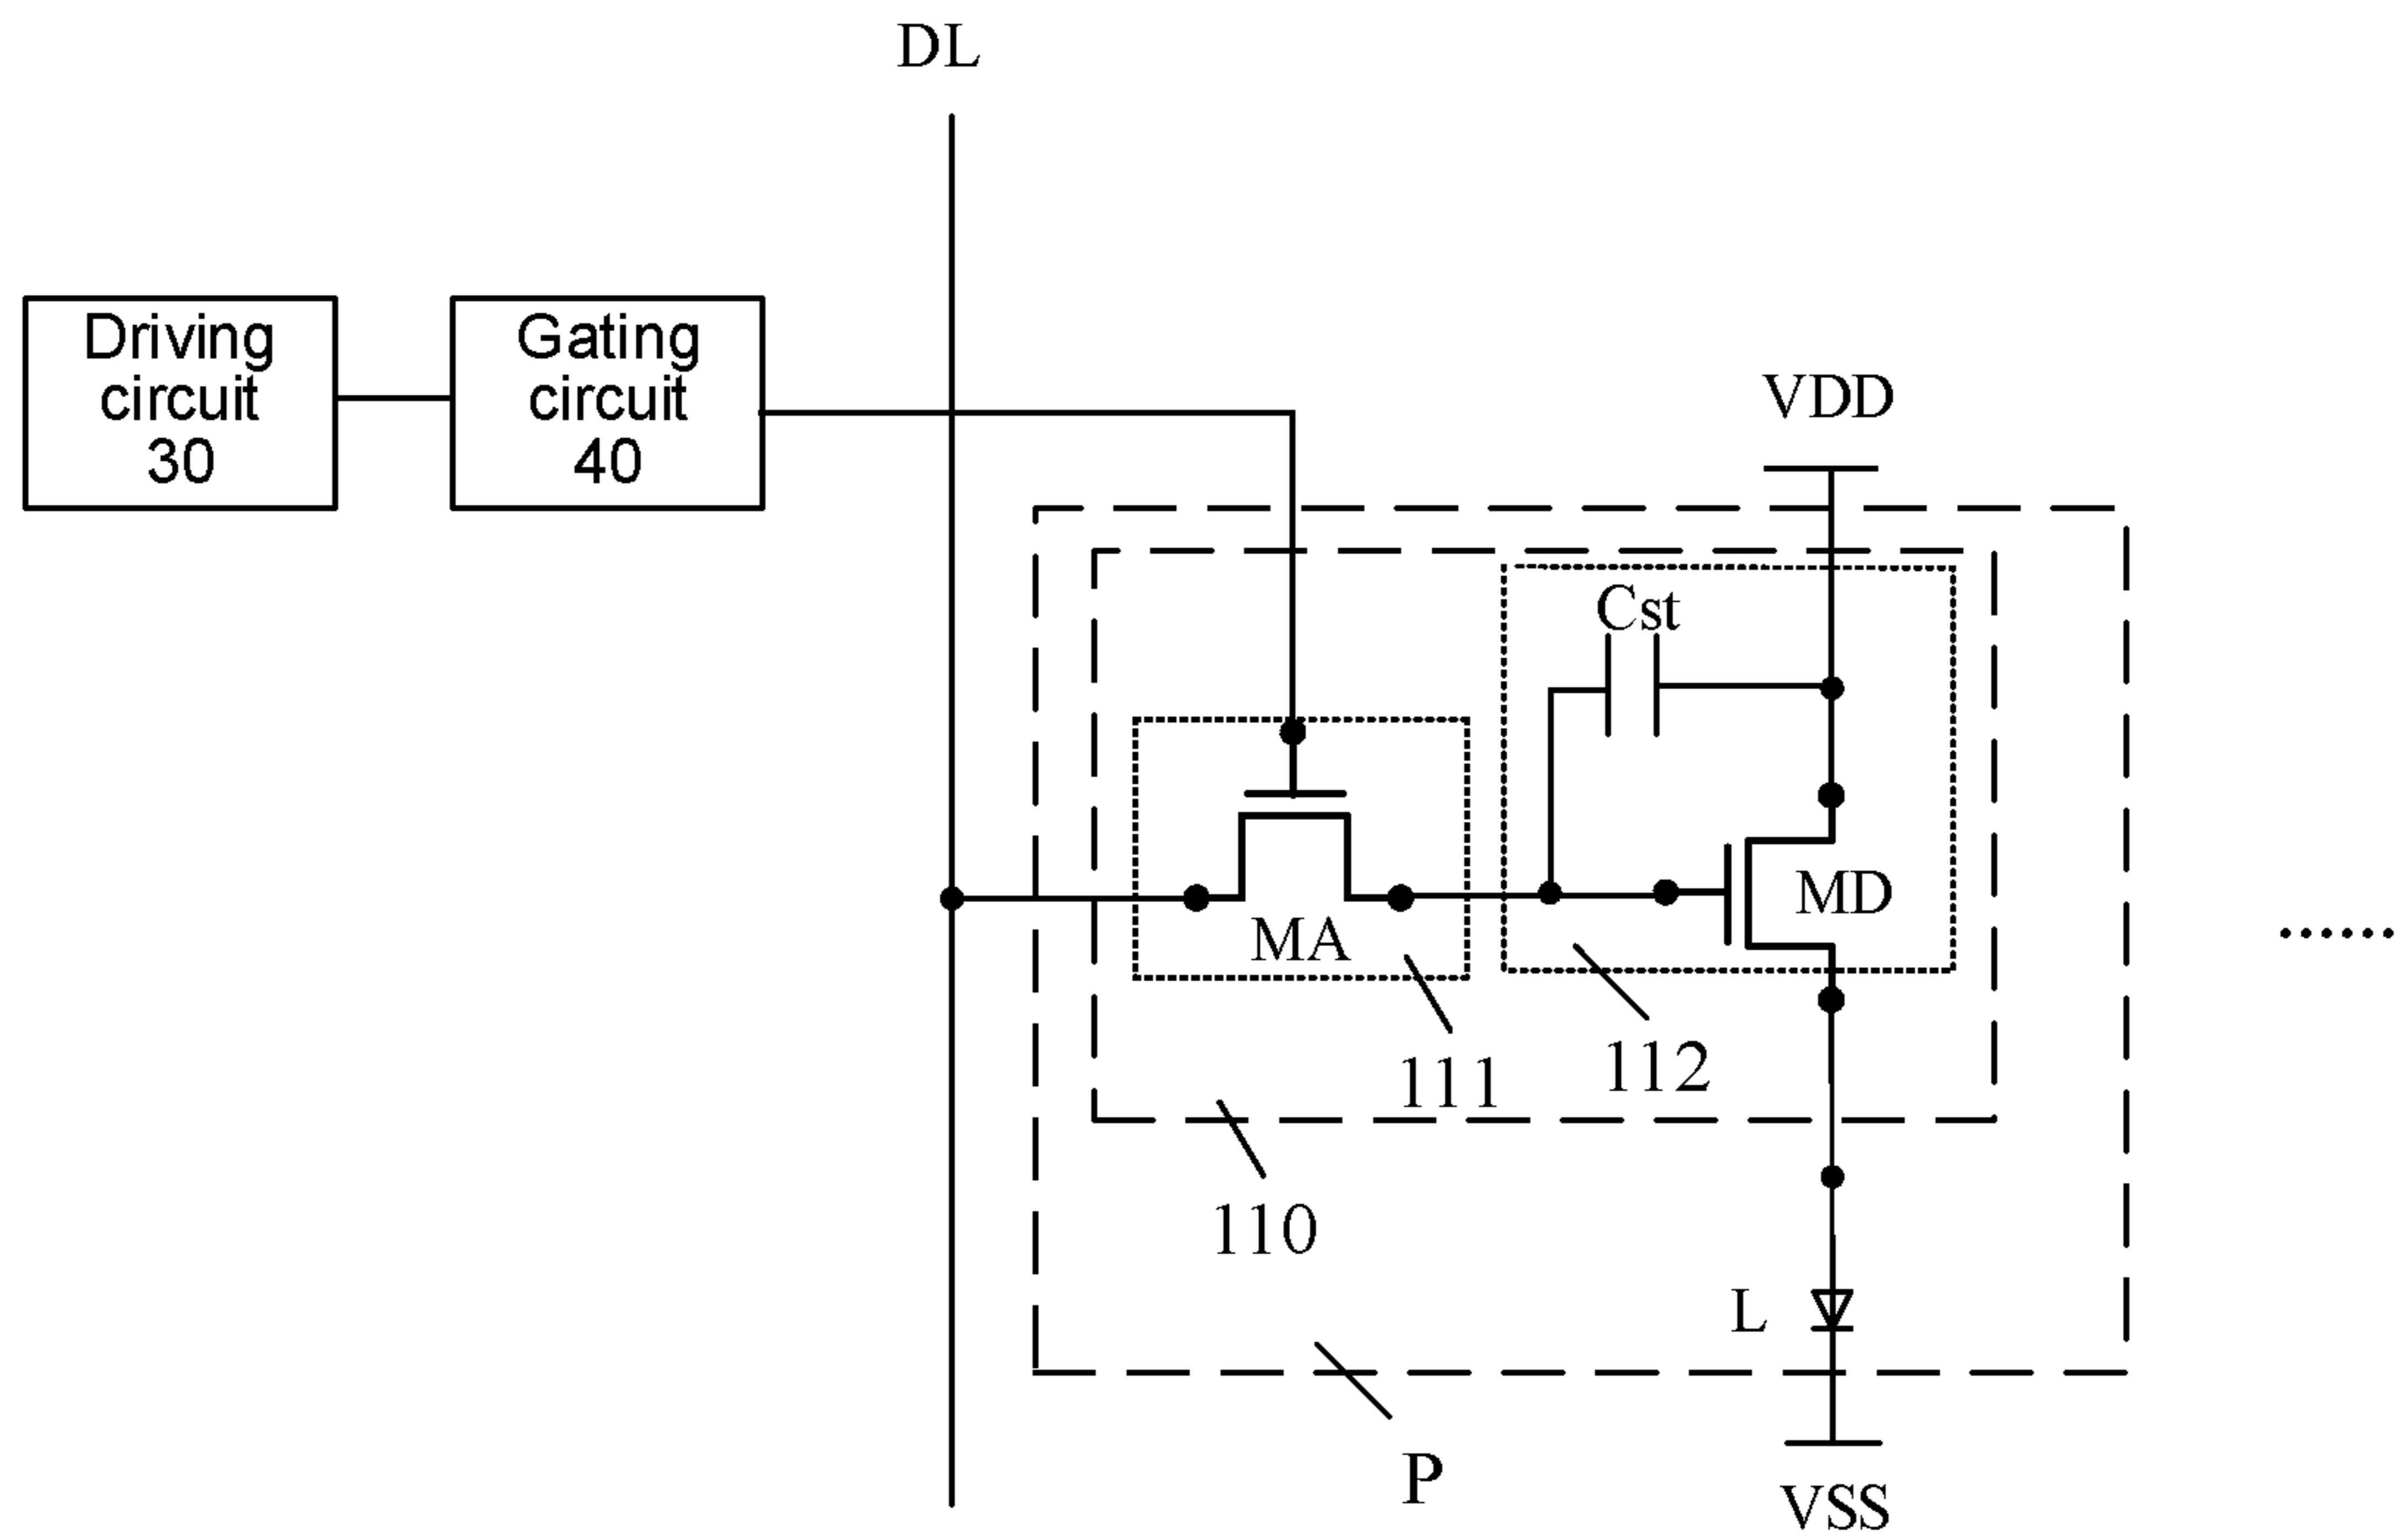 DL
Driving
circuit
30
Gating
circuit
40
VDD
Cst
MD
MA
111
112
110
L
P
VSS